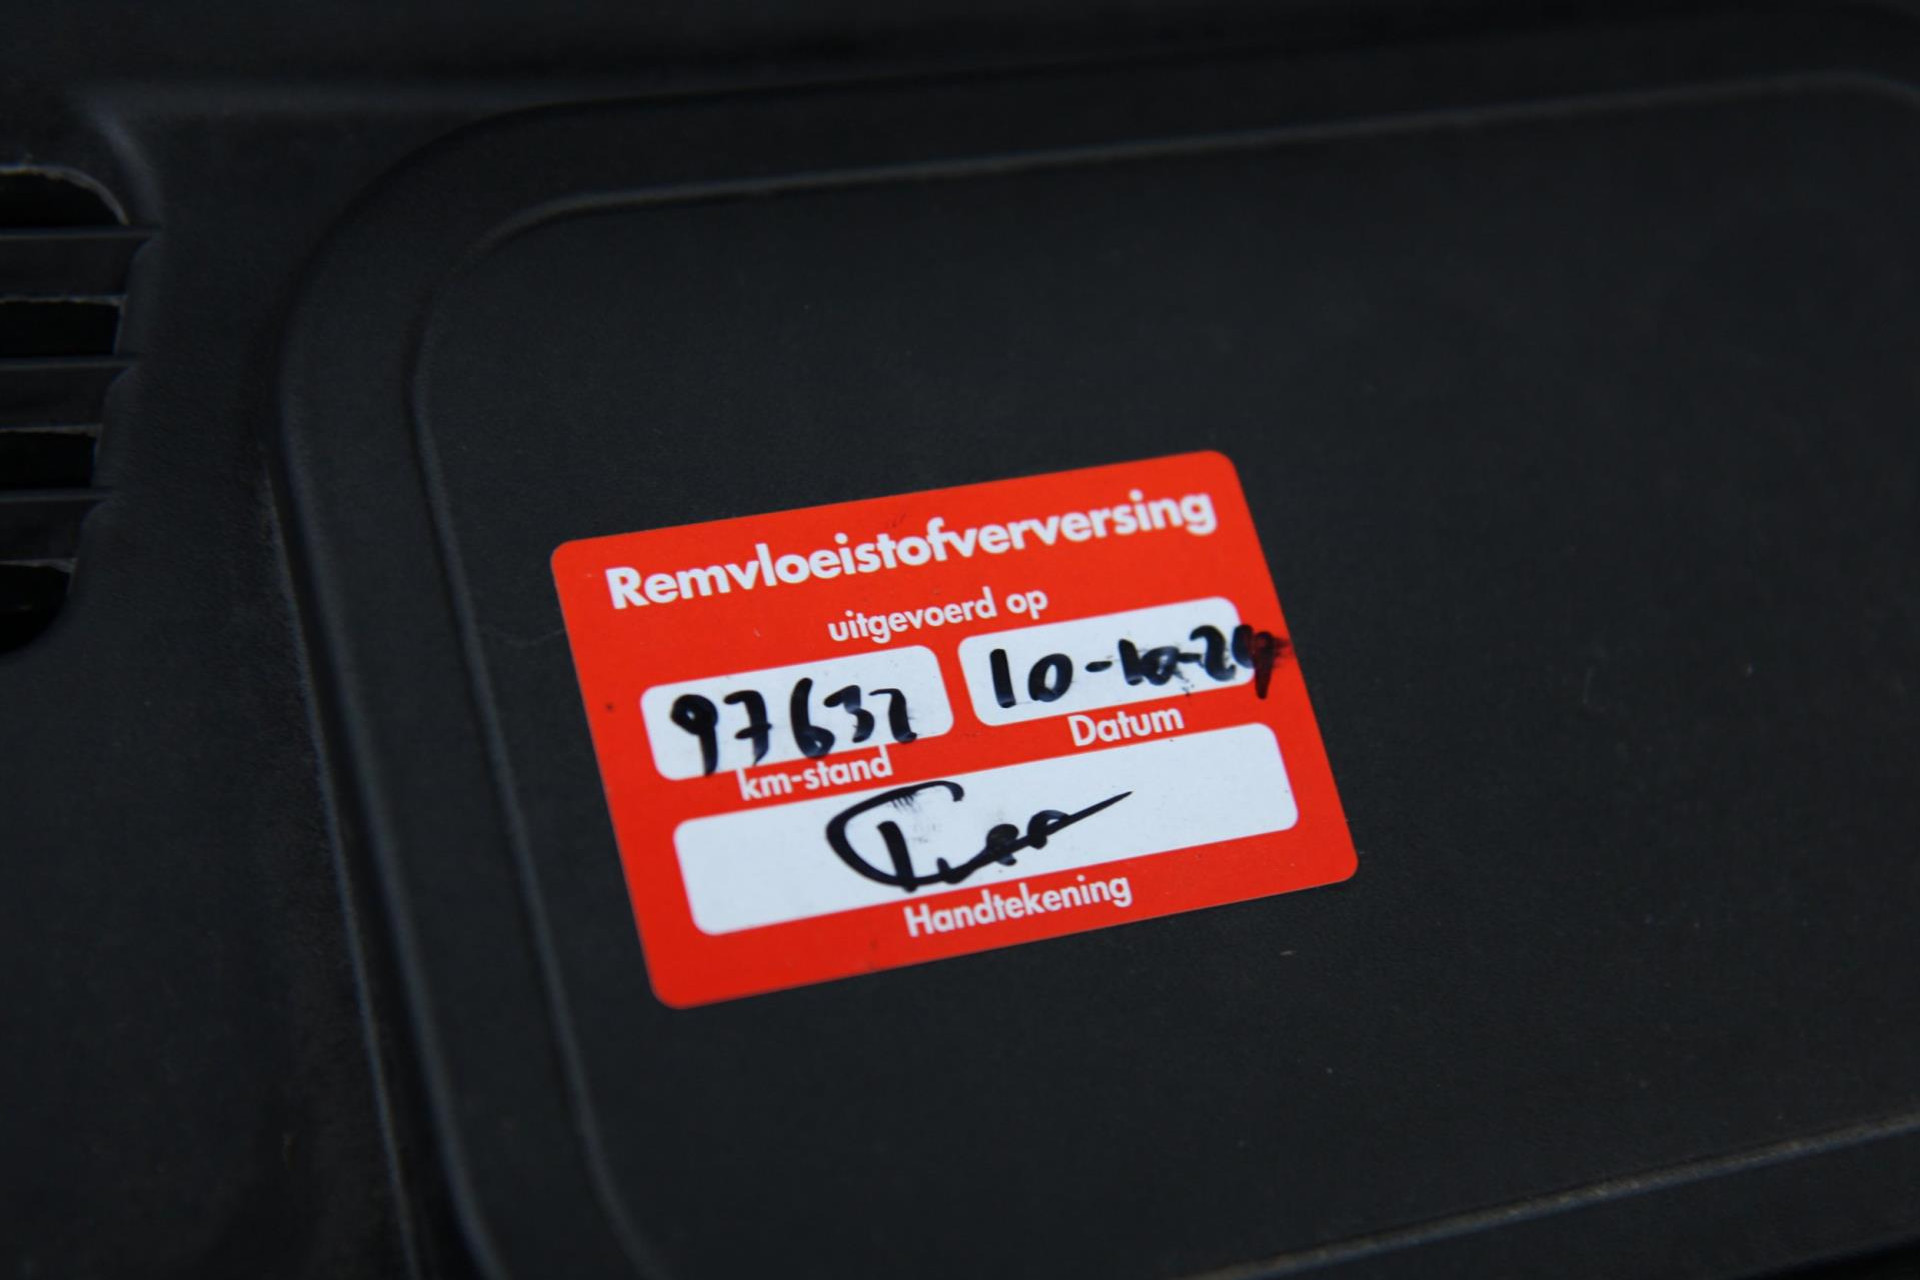 Remvloeistofverversing
uitgevoerd op
97632 10-10-24
km-stand Datum
Handtekening